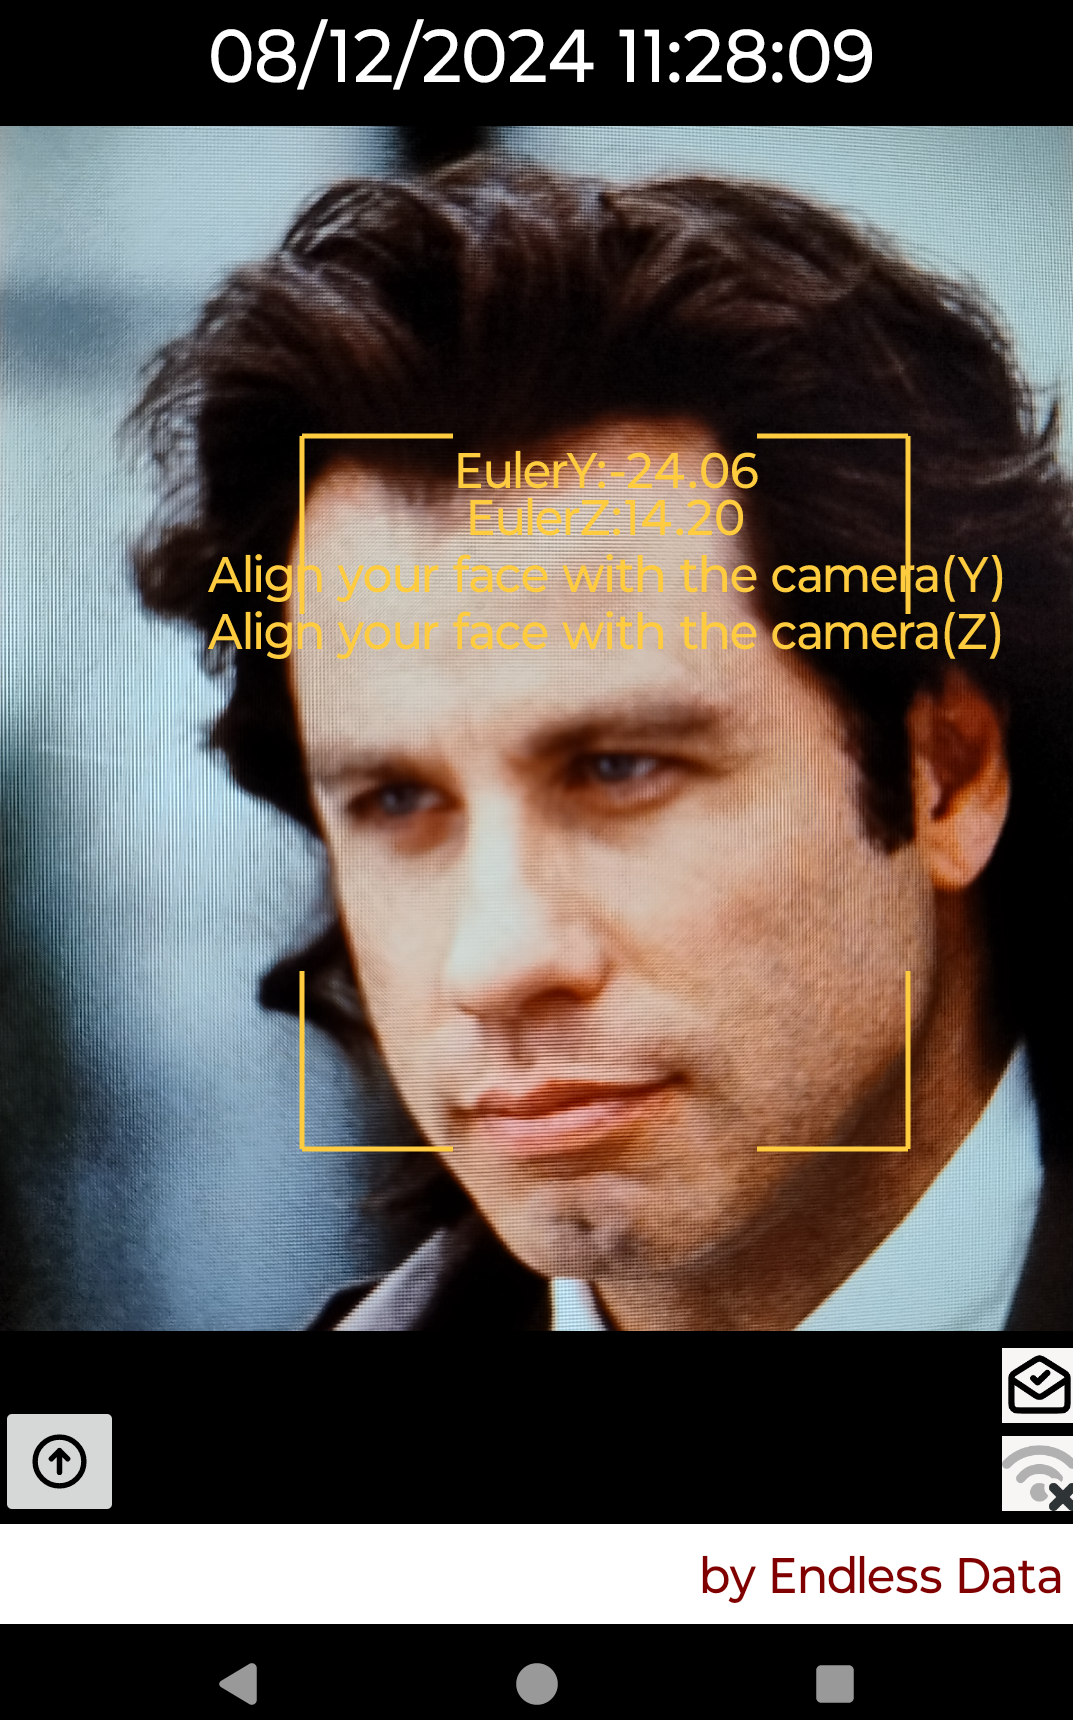 08/12/2024 11:28:09
EulerY:-24.06
EulerZ:14.20
Align your face with the camera(Y)
Align your face with the camera(Z)
by Endless Data